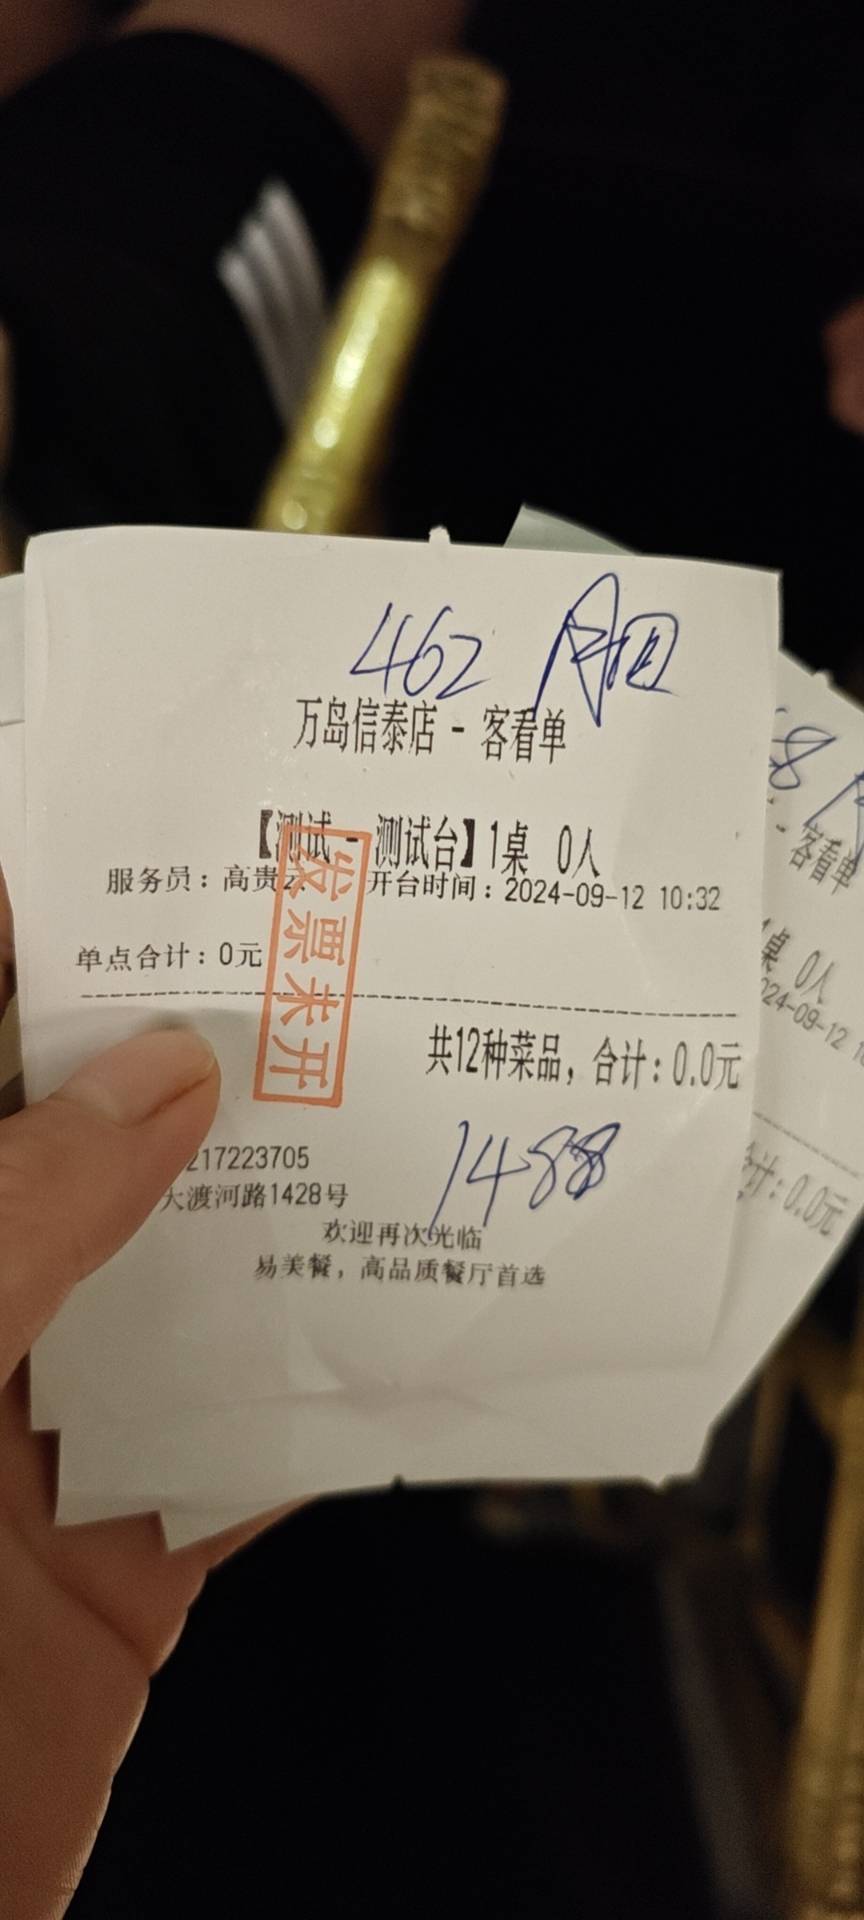 462
万岛信泰店 - 客看单
【测试 - 测试台】1桌 0人
服务员：高贵 开台时间：2024-09-12 10:32
单点合计：0元
发票未开
共12种菜品，合计：0.0元
217223705
1488
大渡河路1428号
欢迎再次光临
易美餐，高品质餐厅首选
8
- 客看单
桌 0人
024-09-12
计：0.0元